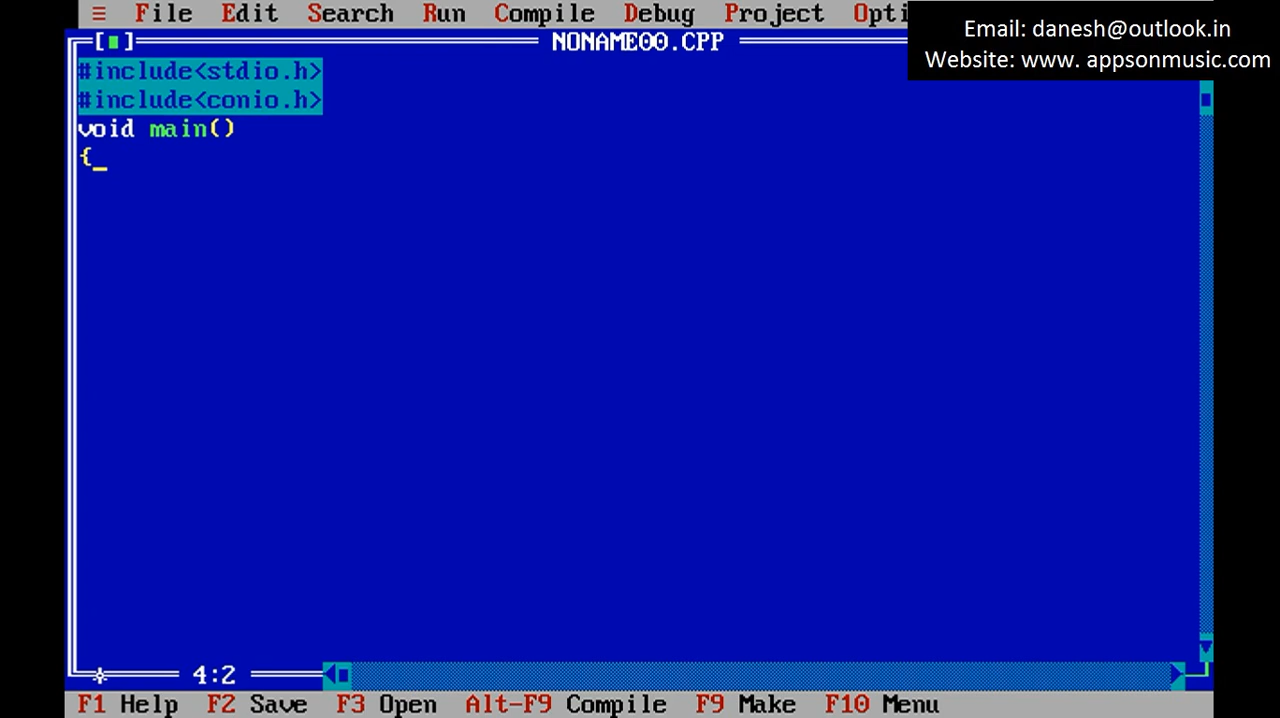 ≡ File Edit Search Run Compile Debug Project Opti
Email: danesh@outlook.in
Website: www. appsonmusic.com
[■] NONAME00.CPP
#include<stdio.h>
#include<conio.h>
void main()
{_
4:2
F1 Help F2 Save F3 Open Alt-F9 Compile F9 Make F10 Menu